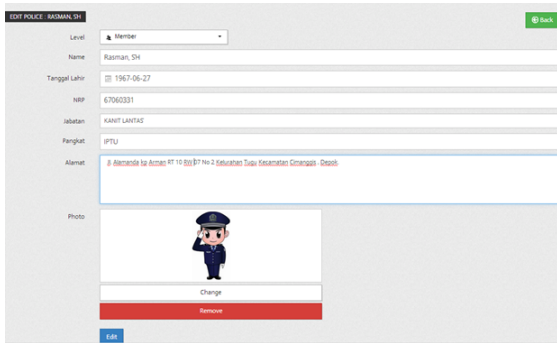 EDIT POLICE : RASMAN, SH
Back
Level Member
Name Rasman, SH
Tanggal Lahir 1967-06-27
NRP 67060331
Jabatan KANIT LANTAS
Pangkat IPTU
Alamat Jl. Alamanda kp Arman RT 10 RW 07 No 2 Kelurahan Tugu Kecamatan Cimanggis . Depok.
Photo
Change
Remove
Edit